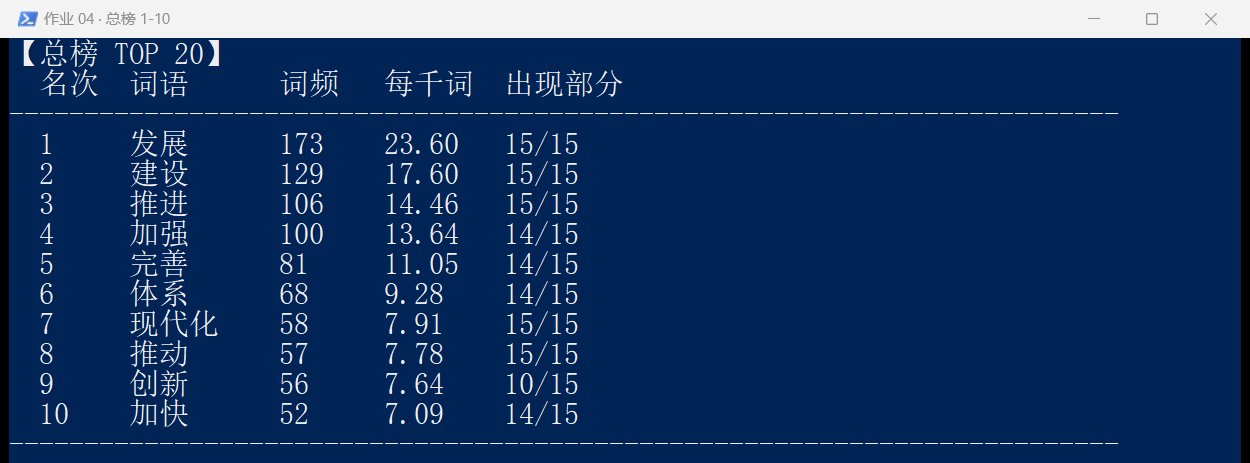 作业 04 · 总榜 1-10
【总榜 TOP 20】
名次 词语 词频 每千词 出现部分
--------------------------------------------------------------------------
1 发展 173 23.60 15/15
2 建设 129 17.60 15/15
3 推进 106 14.46 15/15
4 加强 100 13.64 14/15
5 完善 81 11.05 14/15
6 体系 68 9.28 14/15
7 现代化 58 7.91 15/15
8 推动 57 7.78 15/15
9 创新 56 7.64 10/15
10 加快 52 7.09 14/15
--------------------------------------------------------------------------